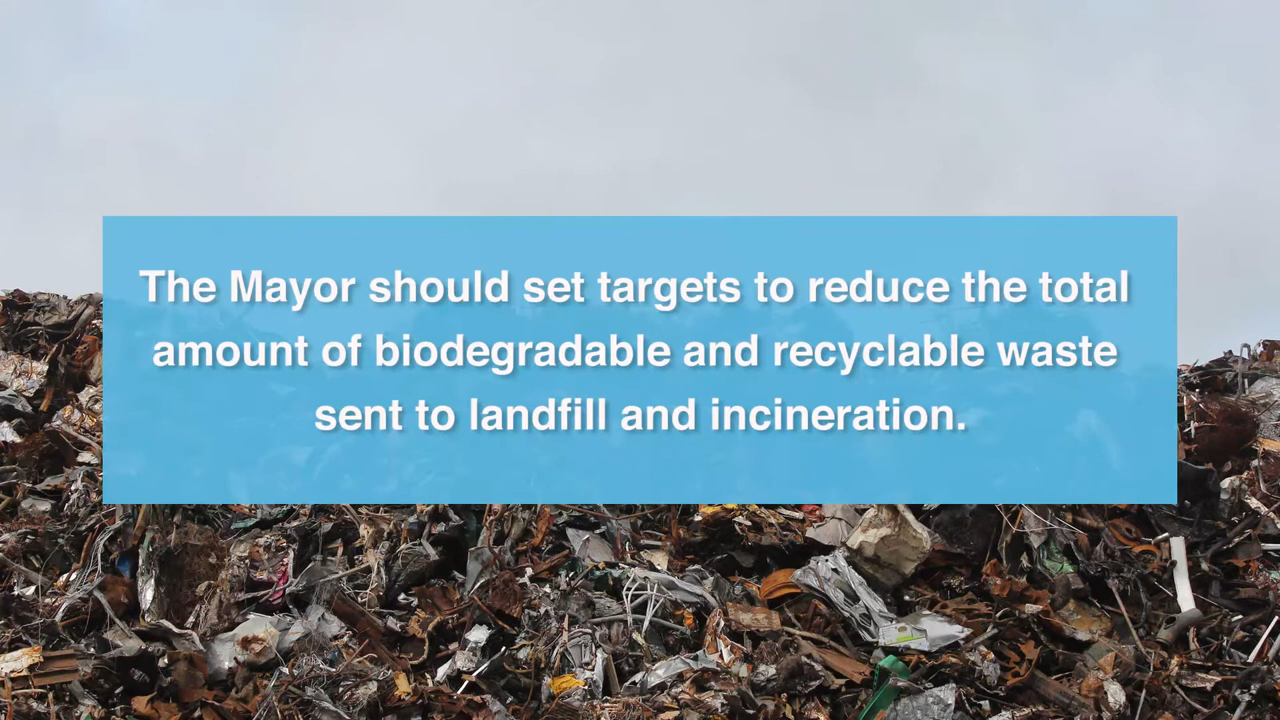 The Mayor should set targets to reduce the total
amount of biodegradable and recyclable waste
sent to landfill and incineration.